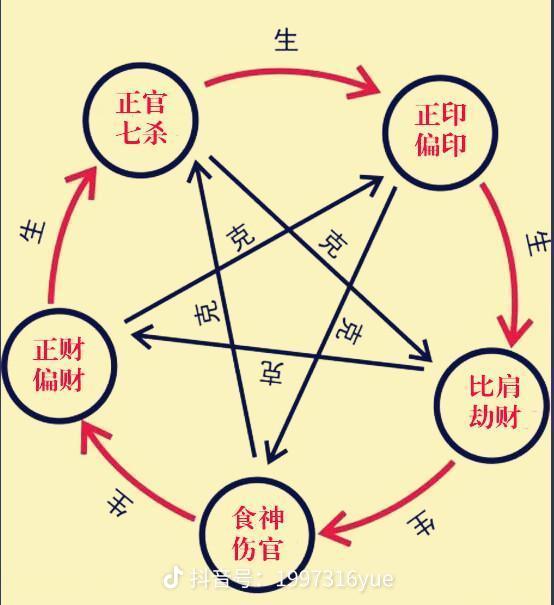 生
正官
七杀
正印
偏印
生
克
克
生
克
克
克
正财
偏财
比肩
劫财
生
生
食神
伤官
抖音号：1997316yue